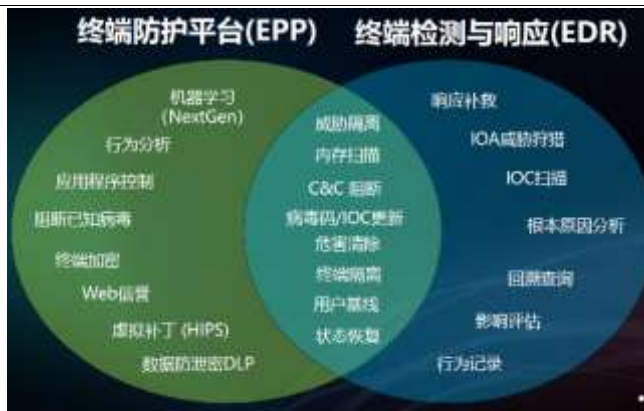 终端防护平台(EPP)
终端检测与响应(EDR)
机器学习
(NextGen)
行为分析
应用程序控制
阻断已知病毒
终端加密
Web信誉
虚拟补丁 (HIPS)
数据防泄密DLP
威胁隔离
内存扫描
C&C 阻断
病毒码/IOC更新
危害清除
终端隔离
用户基线
状态恢复
响应补救
IOA威胁狩猎
IOC扫描
根本原因分析
回溯查询
影响评估
行为记录